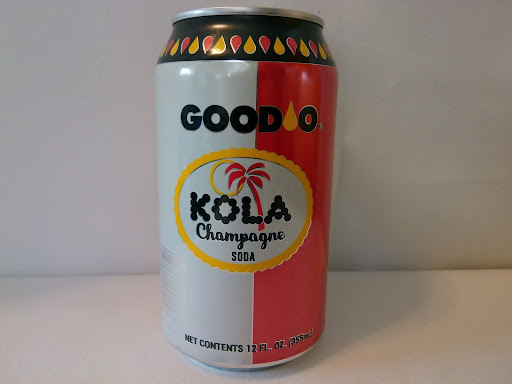 GOOD O
KOLA
Champagne
SODA
NET CONTENTS 12 FL. OZ. (355mL)